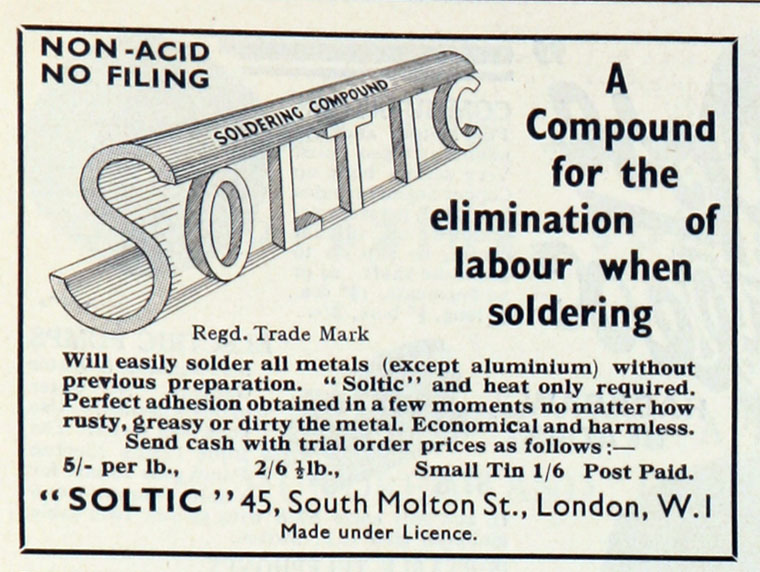 NON-ACID
NO FILING
SOLDERING COMPOUND
SOLTIC
A
Compound
for the
elimination of
labour when
soldering
Regd. Trade Mark
Will easily solder all metals (except aluminium) without
previous preparation. "Soltic" and heat only required.
Perfect adhesion obtained in a few moments no matter how
rusty, greasy or dirty the metal. Economical and harmless.
Send cash with trial order prices as follows:—
5/- per lb., 2/6 ½lb., Small Tin 1/6 Post Paid.
"SOLTIC" 45, South Molton St., London, W.1
Made under Licence.